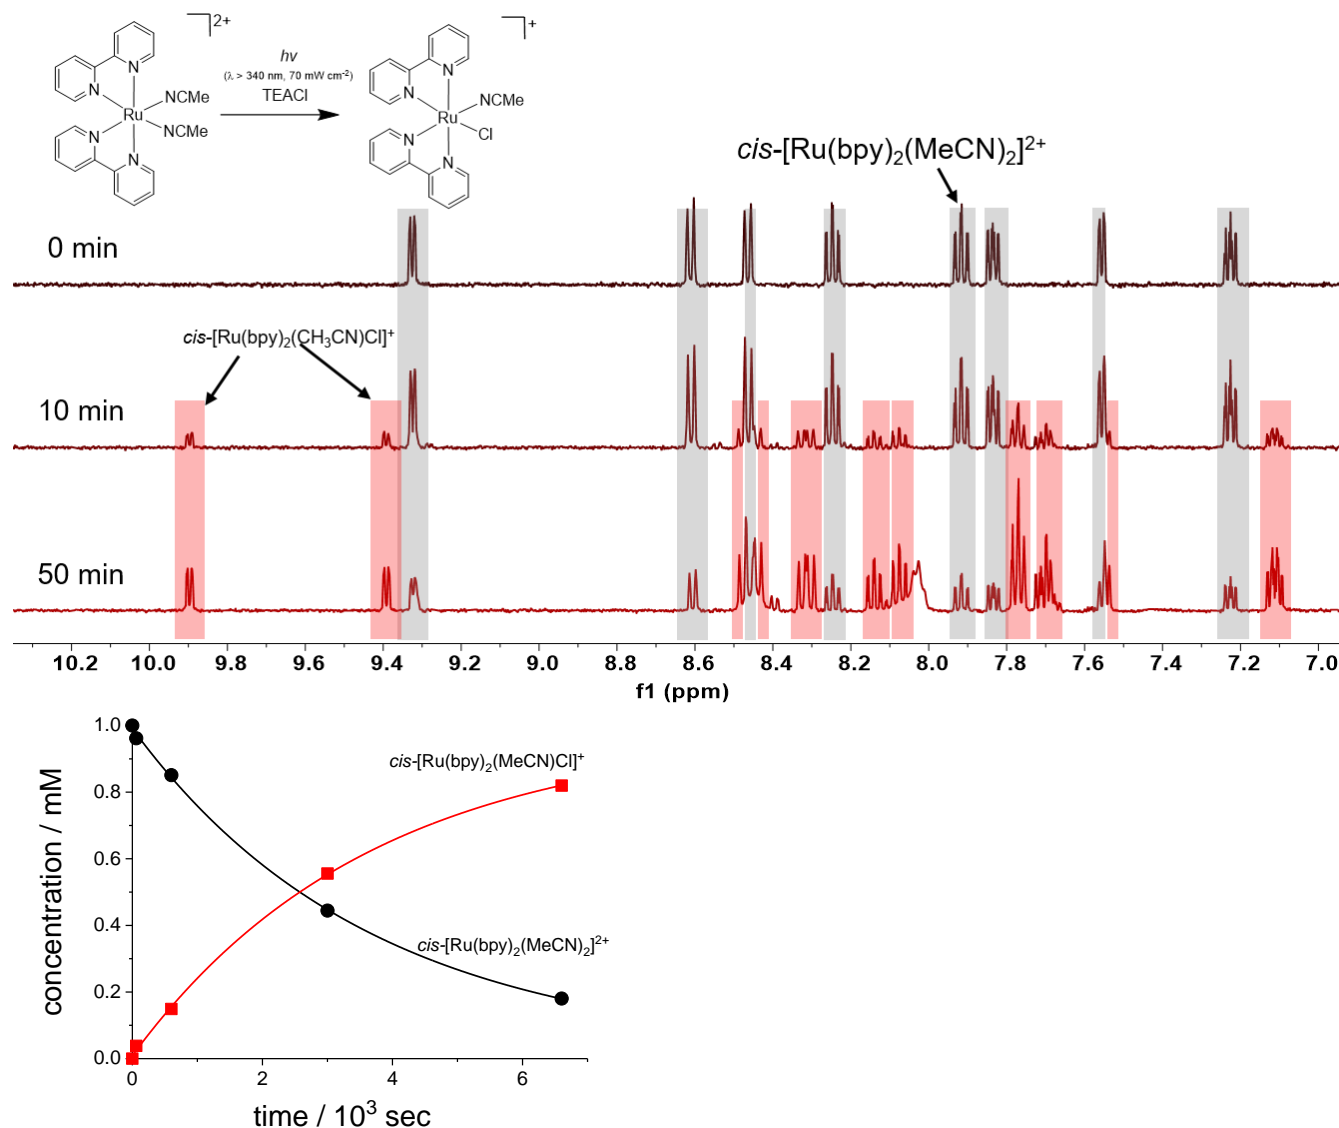 ]2+
]+
N
N
N
N
Ru
NCMe
NCMe
hv
(λ > 340 nm, 70 mW cm-2)
TEACl
N
N
N
N
Ru
NCMe
Cl
cis-[Ru(bpy)2(MeCN)2]2+
0 min
cis-[Ru(bpy)2(CH3CN)Cl]+
10 min
50 min
10.2 10.0 9.8 9.6 9.4 9.2 9.0 8.8 8.6 8.4 8.2 8.0 7.8 7.6 7.4 7.2 7.0
f1 (ppm)
1.0
0.8
0.6
0.4
0.2
0.0
concentration / mM
cis-[Ru(bpy)2(MeCN)Cl]+
cis-[Ru(bpy)2(MeCN)2]2+
0 2 4 6
time / 103 sec